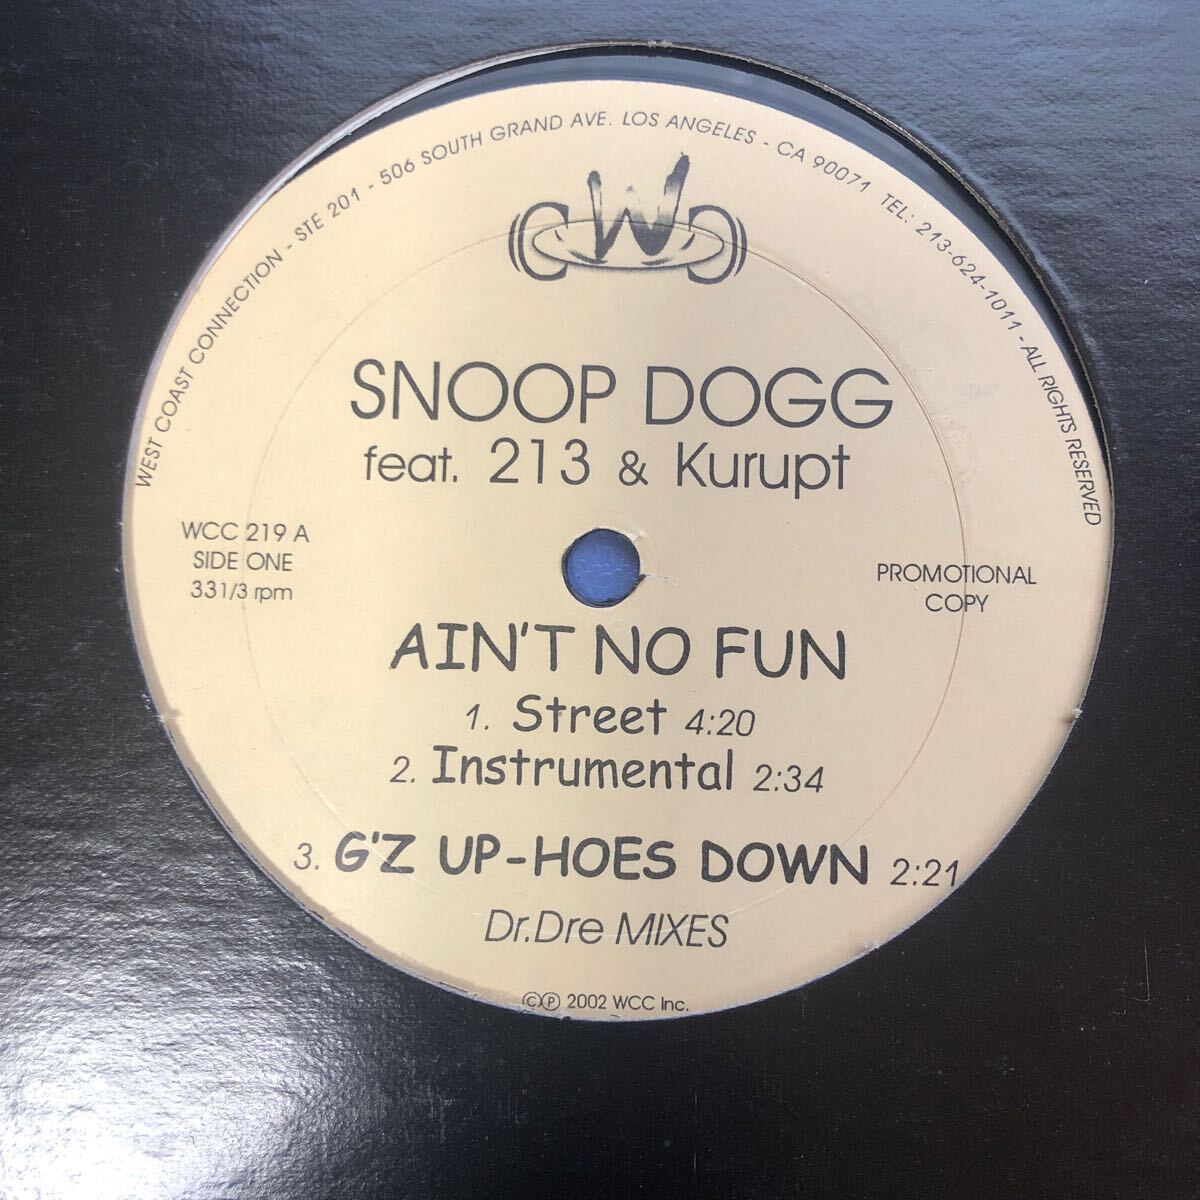 WEST COAST CONNECTION - STE 201 - 506 SOUTH GRAND AVE. LOS ANGELES - CA 90071 TEL: 213-624-1011 - ALL RIGHTS RESERVED
CWC
SNOOP DOGG
feat. 213 & Kurupt
WCC 219 A
SIDE ONE
331/3 rpm
PROMOTIONAL
COPY
AIN'T NO FUN
1. Street 4:20
2. Instrumental 2:34
3. G'Z UP-HOES DOWN 2:21
Dr.Dre MIXES
©℗ 2002 WCC Inc.